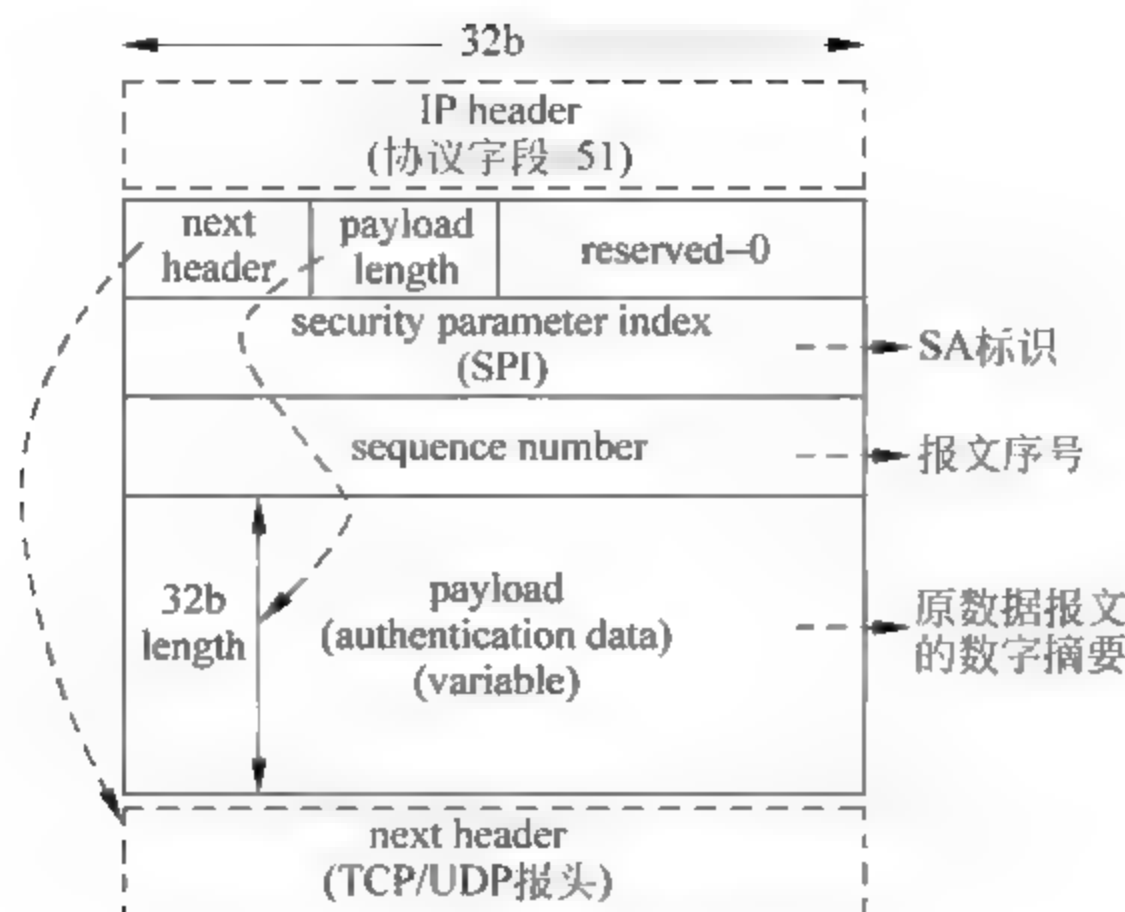 32b
IP header
(协议字段–51)
next
header
payload
length
reserved–0
security parameter index
(SPI)
SA标识
sequence number
报文序号
32b
length
payload
(authentication data)
(variable)
原数据报文
的数字摘要
next header
(TCP/UDP报头)